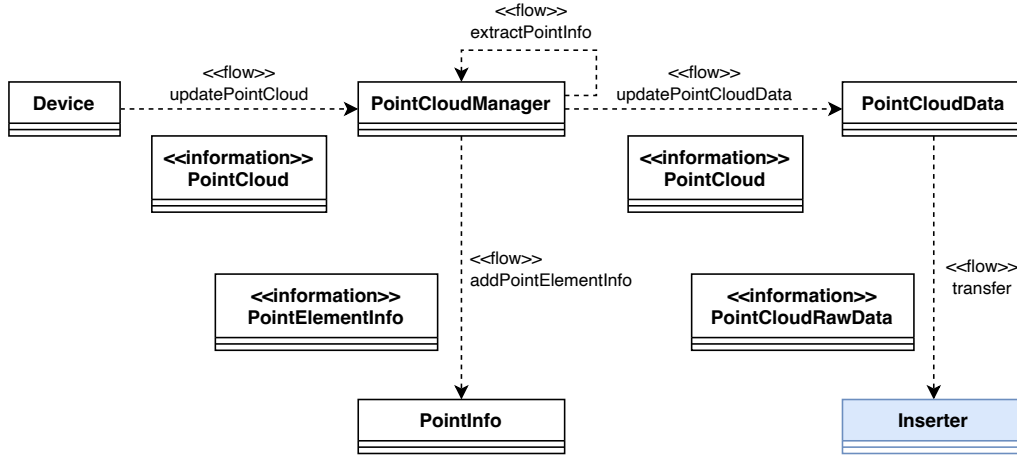 <<flow>>
extractPointInfo
<<flow>>
updatePointCloud
<<flow>>
updatePointCloudData
Device
PointCloudManager
PointCloudData
<<information>>
PointCloud
<<information>>
PointCloud
<<flow>>
addPointElementInfo
<<flow>>
transfer
<<information>>
PointElementInfo
<<information>>
PointCloudRawData
PointInfo
Inserter